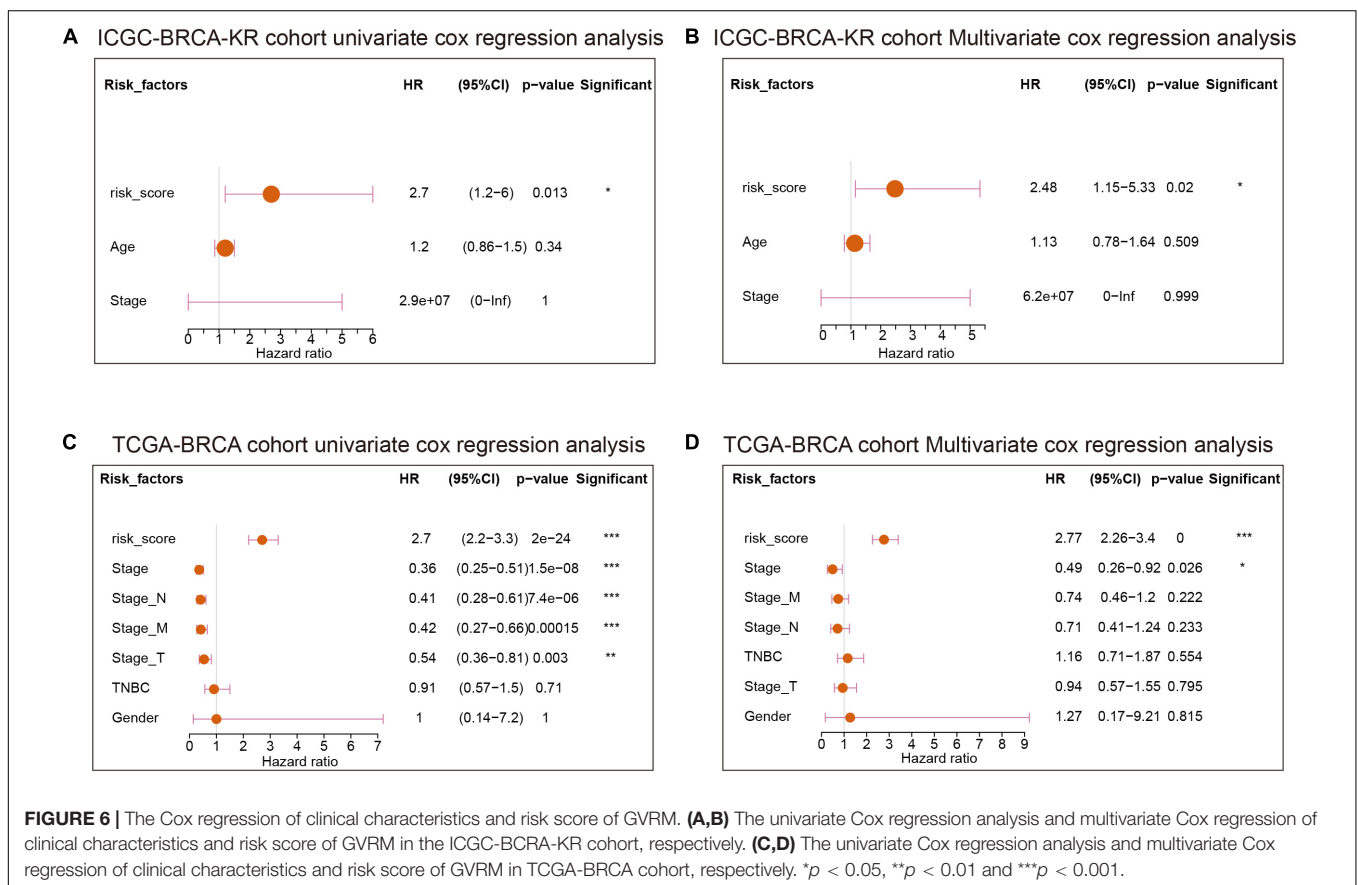 A ICGC-BRCA-KR cohort univariate cox regression analysis
Risk_factors HR (95%CI) p−value Significant
risk_score 2.7 (1.2−6) 0.013 *
Age 1.2 (0.86−1.5) 0.34
Stage 2.9e+07 (0−Inf) 1
0 1 2 3 4 5 6
Hazard ratio
B ICGC-BRCA-KR cohort Multivariate cox regression analysis
Risk_factors HR (95%CI) p−value Significant
risk_score 2.48 1.15−5.33 0.02 *
Age 1.13 0.78−1.64 0.509
Stage 6.2e+07 0−Inf 0.999
0 1 2 3 4 5
Hazard ratio
C TCGA-BRCA cohort univariate cox regression analysis
Risk_factors HR (95%CI) p−value Significant
risk_score 2.7 (2.2−3.3) 2e−24 ***
Stage 0.36 (0.25−0.51)1.5e−08 ***
Stage_N 0.41 (0.28−0.61)7.4e−06 ***
Stage_M 0.42 (0.27−0.66)0.00015 ***
Stage_T 0.54 (0.36−0.81) 0.003 **
TNBC 0.91 (0.57−1.5) 0.71
Gender 1 (0.14−7.2) 1
0 1 2 3 4 5 6 7
Hazard ratio
D TCGA-BRCA cohort Multivariate cox regression analysis
Risk_factors HR (95%CI) p−value Significant
risk_score 2.77 2.26−3.4 0 ***
Stage 0.49 0.26−0.92 0.026 *
Stage_M 0.74 0.46−1.2 0.222
Stage_N 0.71 0.41−1.24 0.233
TNBC 1.16 0.71−1.87 0.554
Stage_T 0.94 0.57−1.55 0.795
Gender 1.27 0.17−9.21 0.815
0 1 2 3 4 5 6 7 8 9
Hazard ratio
FIGURE 6 | The Cox regression of clinical characteristics and risk score of GVRM. (A,B) The univariate Cox regression analysis and multivariate Cox regression of
clinical characteristics and risk score of GVRM in the ICGC-BCRA-KR cohort, respectively. (C,D) The univariate Cox regression analysis and multivariate Cox
regression of clinical characteristics and risk score of GVRM in TCGA-BRCA cohort, respectively. *p < 0.05, **p < 0.01 and ***p < 0.001.